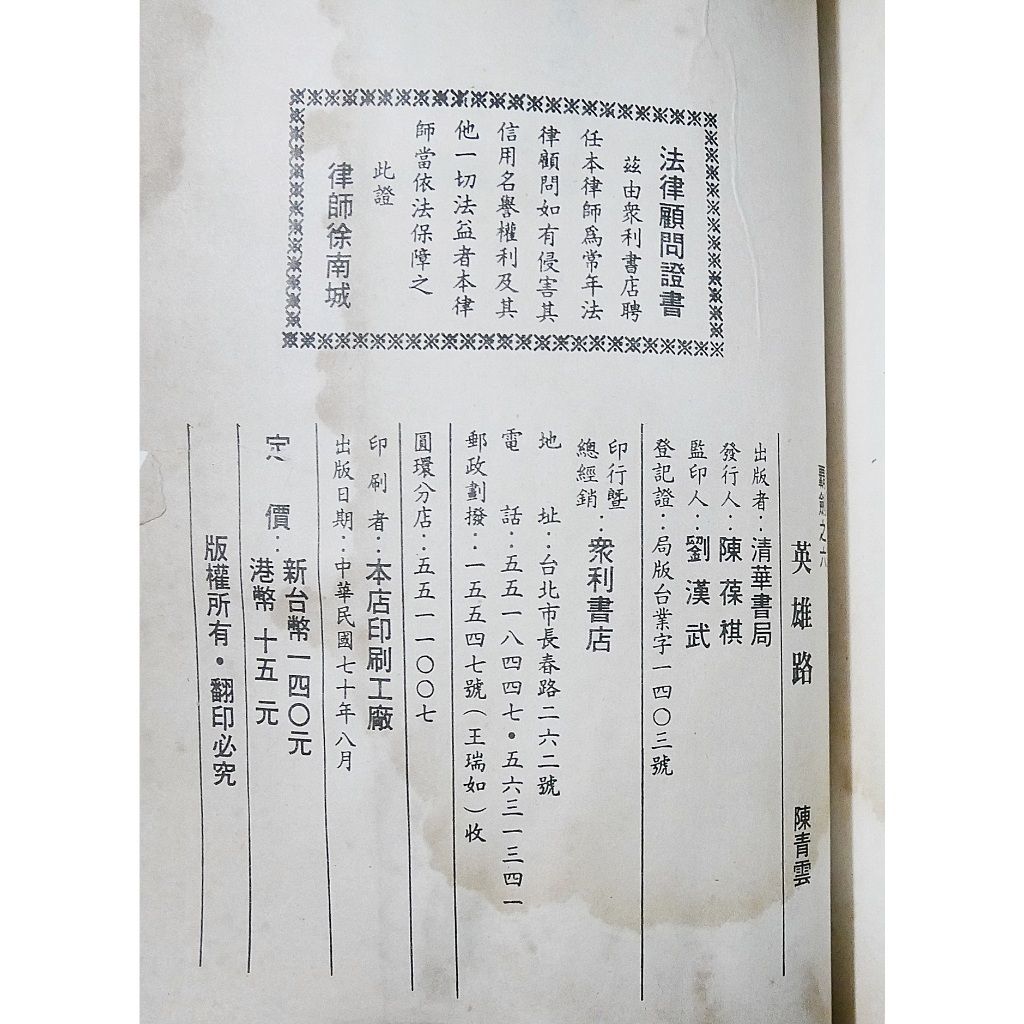 法律顧問證書
茲由眾利書店聘
任本律師爲常年法
律顧問如有侵害其
信用名譽權利及其
他一切法益者本律
師當依法保障之
此證
律師徐南城
霸劍之六
英雄路 陳青雲
出版者：清華書局
發行人：陳葆祺
監印人：劉漢武
登記證：局版台業字一四〇三號
印行暨
總經銷：眾利書店
地 址：台北市長春路二六二號
電 話：五五一八四四七•五六三一三四一
郵政劃撥：一五五四七號（王瑞如）收
圓環分店：五五一一〇〇七
印刷者：本店印刷工廠
出版日期：中華民國七十年八月
定 價：新台幣一四〇元
港幣 十五 元
版權所有•翻印必究